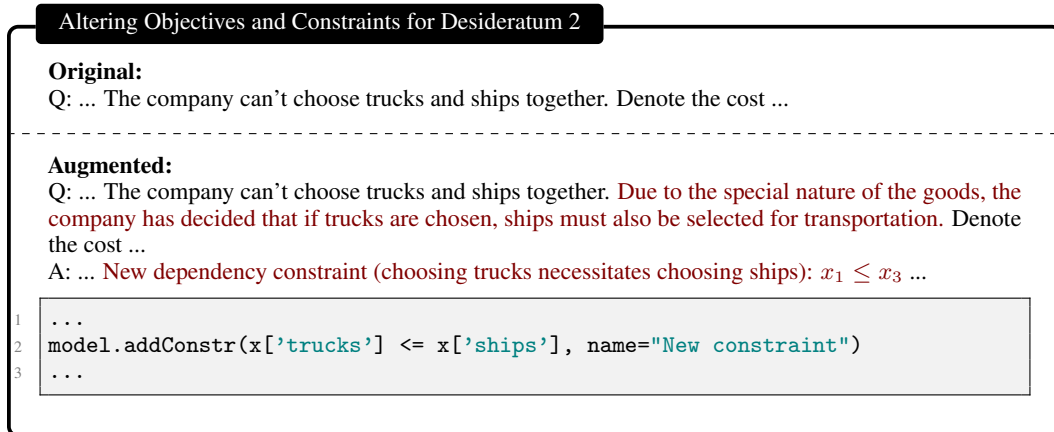 Altering Objectives and Constraints for Desideratum 2
Original:
Q: ... The company can't choose trucks and ships together. Denote the cost ...
Augmented:
Q: ... The company can't choose trucks and ships together. Due to the special nature of the goods, the
company has decided that if trucks are chosen, ships must also be selected for transportation. Denote
the cost ...
A: ... New dependency constraint (choosing trucks necessitates choosing ships): x₁ ≤ x₃ ...
1 ...
2 model.addConstr(x['trucks'] <= x['ships'], name="New constraint")
3 ...